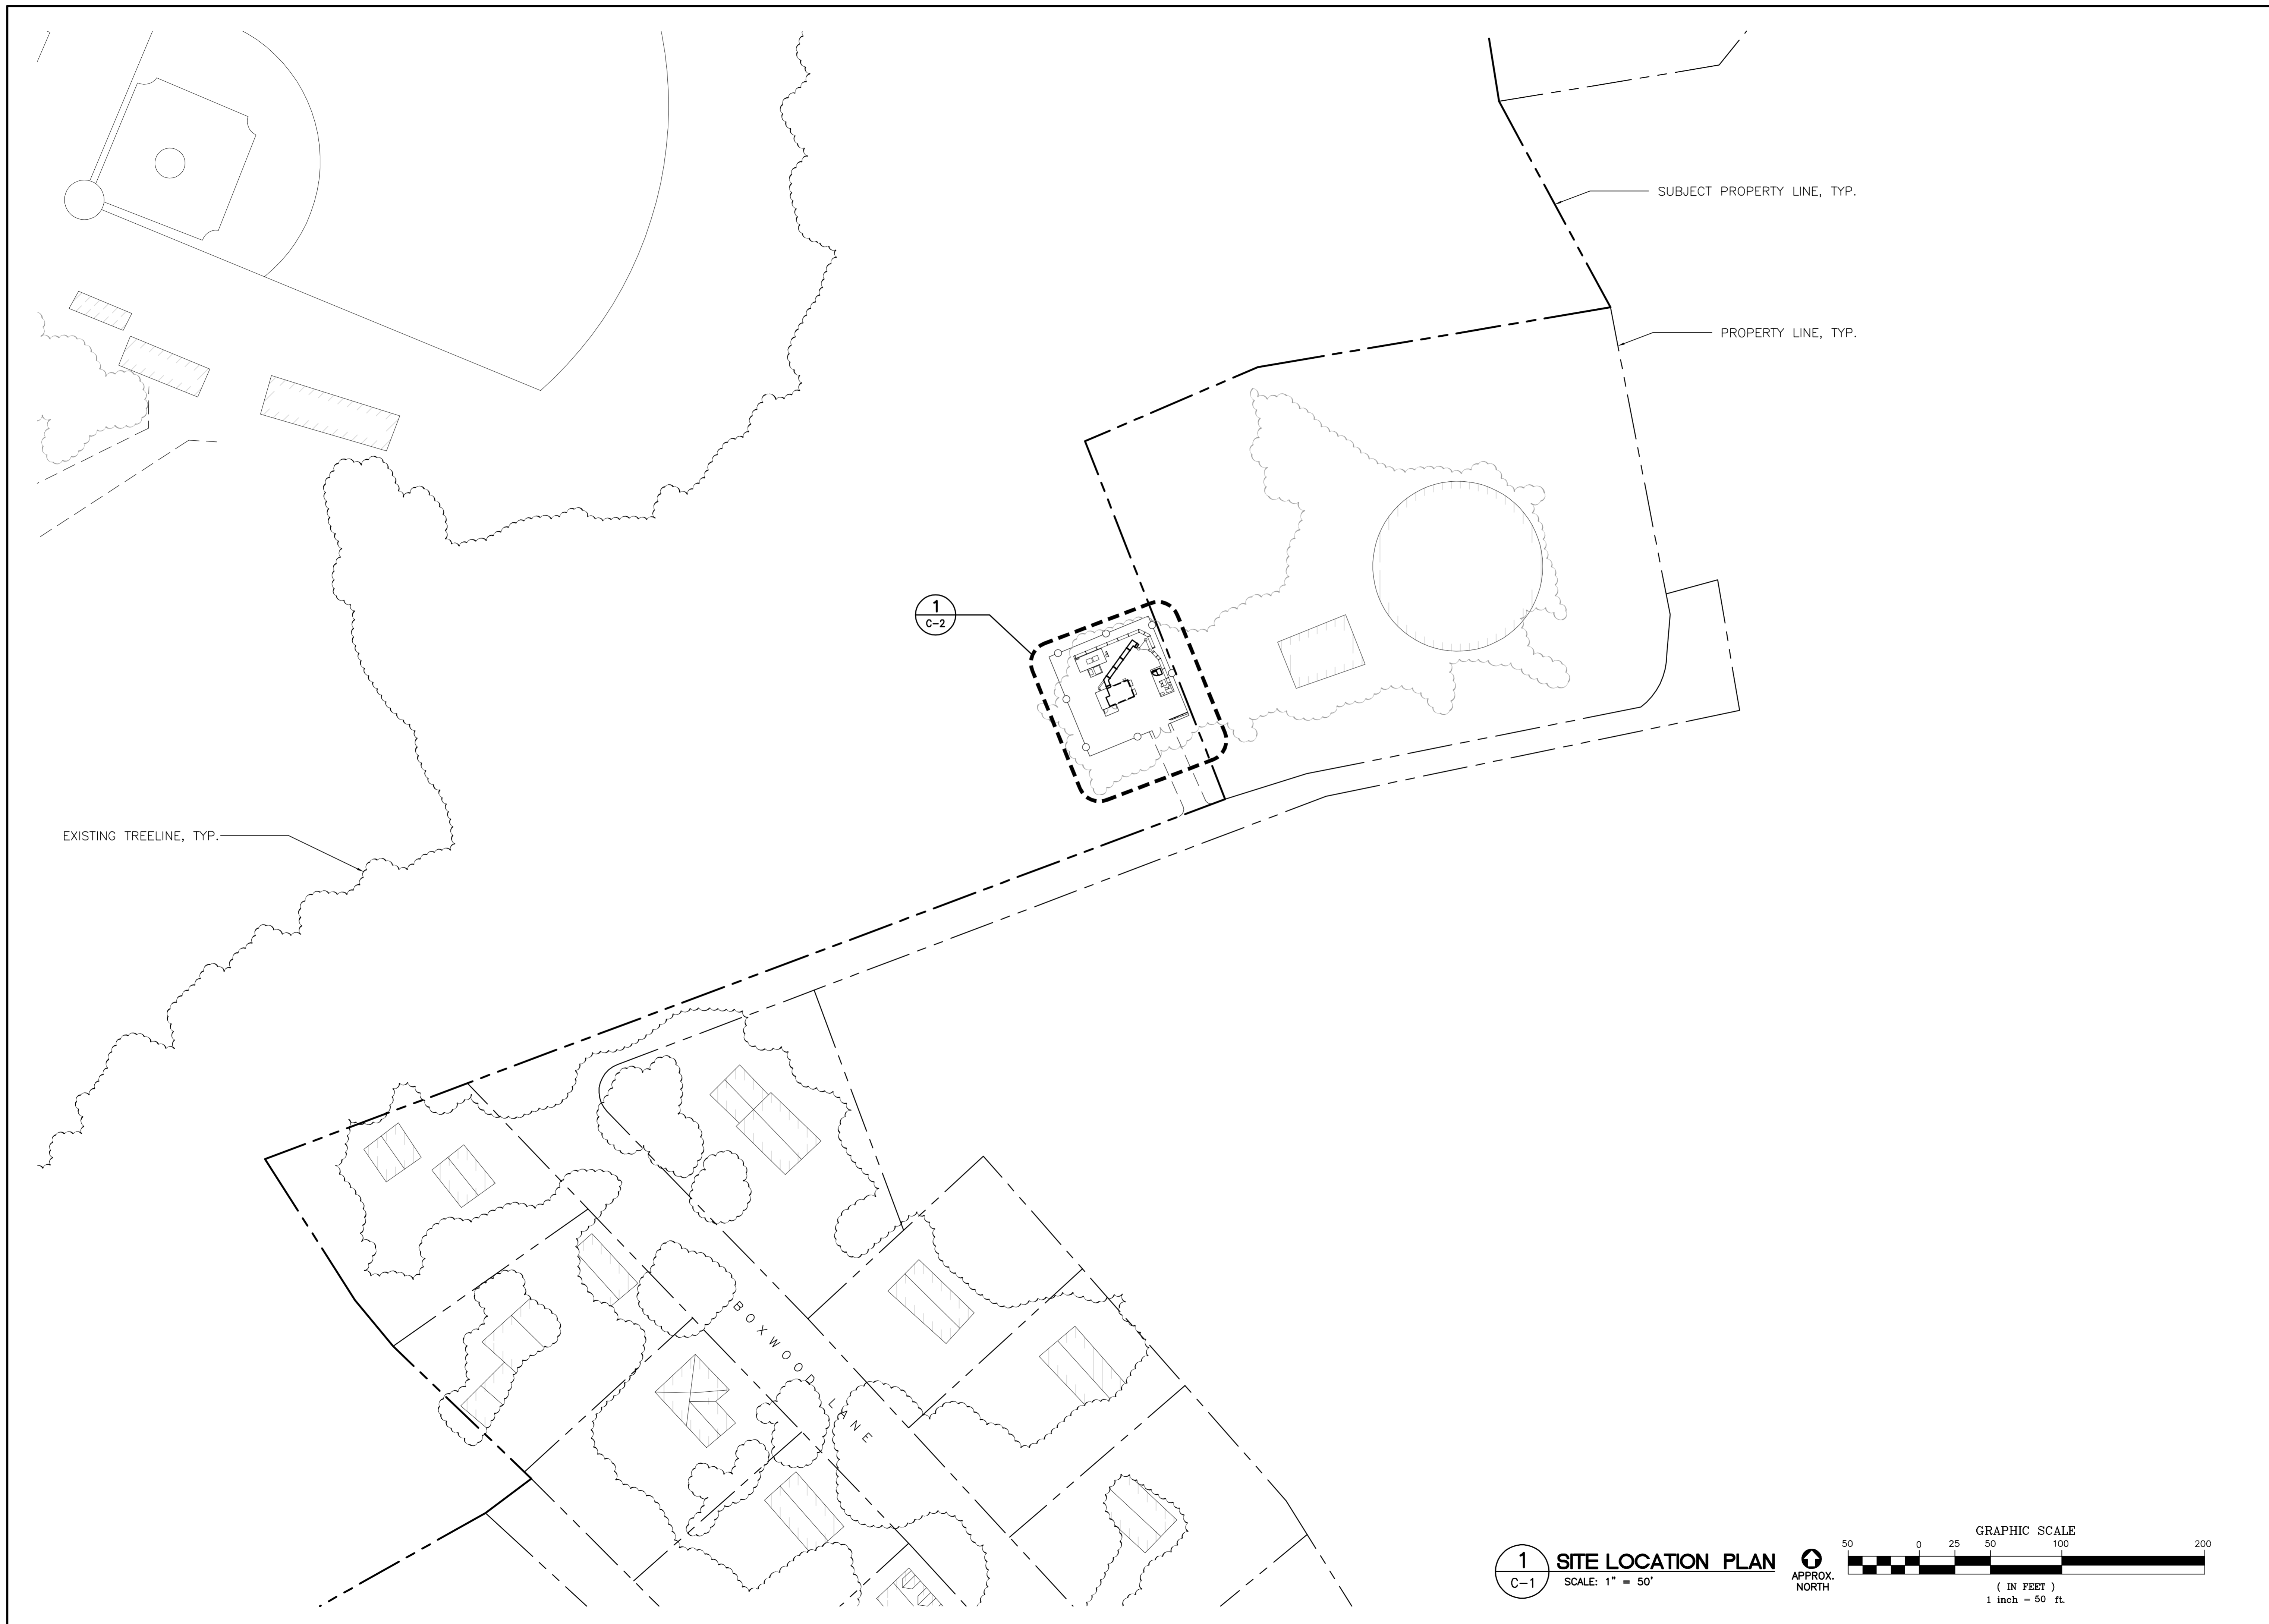 SUBJECT PROPERTY LINE, TYP.
PROPERTY LINE, TYP.
1
C-2
EXISTING TREELINE, TYP.
BOXWOOD LANE
1
C-1
SITE LOCATION PLAN
SCALE: 1" = 50'
APPROX.
NORTH
GRAPHIC SCALE
50 0 25 50 100 200
( IN FEET )
1 inch = 50 ft.